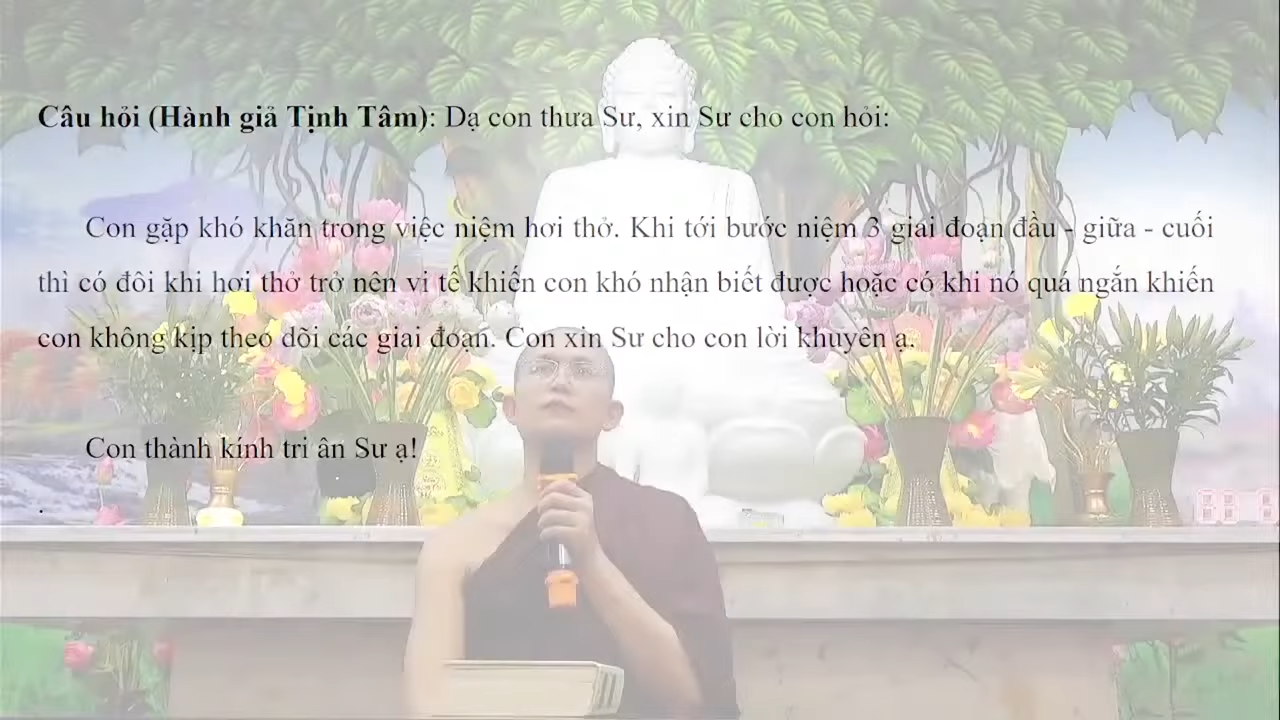 Câu hỏi (Hành giả Tịnh Tâm): Dạ con thưa Sư, xin Sư cho con hỏi:
Con gặp khó khăn trong việc niệm hơi thở. Khi tới bước niệm 3 giai đoạn đầu - giữa - cuối
thì có đôi khi hơi thở trở nên vi tế khiến con khó nhận biết được hoặc có khi nó quá ngắn khiến
con không kịp theo dõi các giai đoạn. Con xin Sư cho con lời khuyên ạ.
Con thành kính tri ân Sư ạ!
.